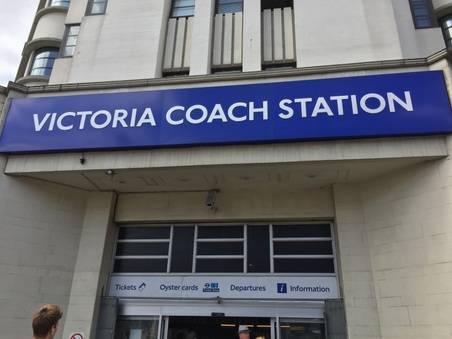 VICTORIA COACH STATION
Tickets Oyster cards Departures i Information